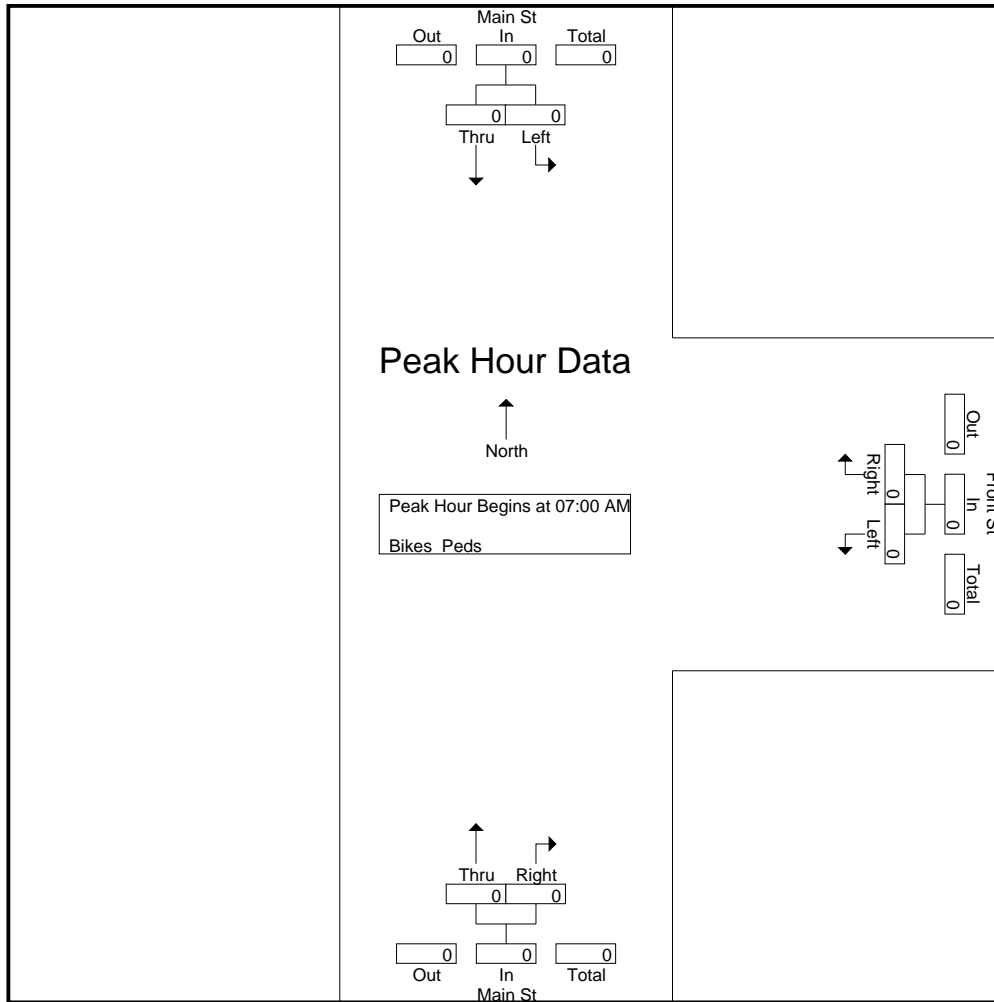 Main St
Out In Total
0 0 0
0 0
Thru Left
Peak Hour Data
North
Peak Hour Begins at 07:00 AM
Bikes Peds
Out
0
Right
0
Left
0
In
0
Front St
Total
0
Thru Right
0 0
0 0 0
Out In Total
Main St